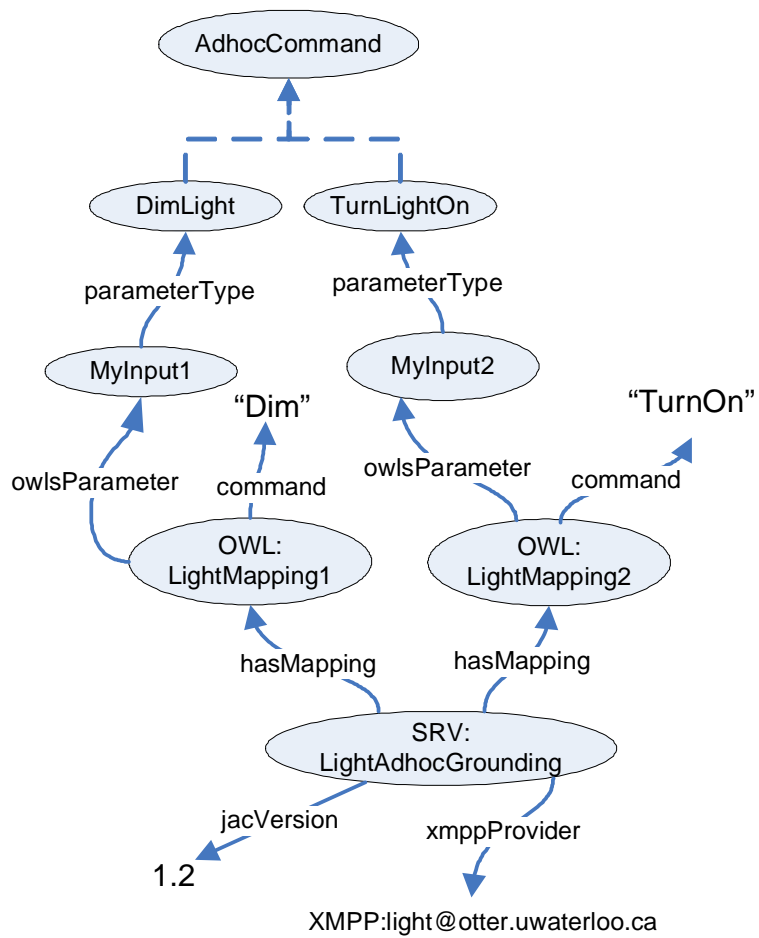 AdhocCommand
DimLight
TurnLightOn
parameterType
parameterType
MyInput1
MyInput2
“Dim”
“TurnOn”
owlsParameter
command
owlsParameter
command
OWL:
LightMapping1
OWL:
LightMapping2
hasMapping
hasMapping
SRV:
LightAdhocGrounding
jacVersion
xmppProvider
1.2
XMPP:light@otter.uwaterloo.ca